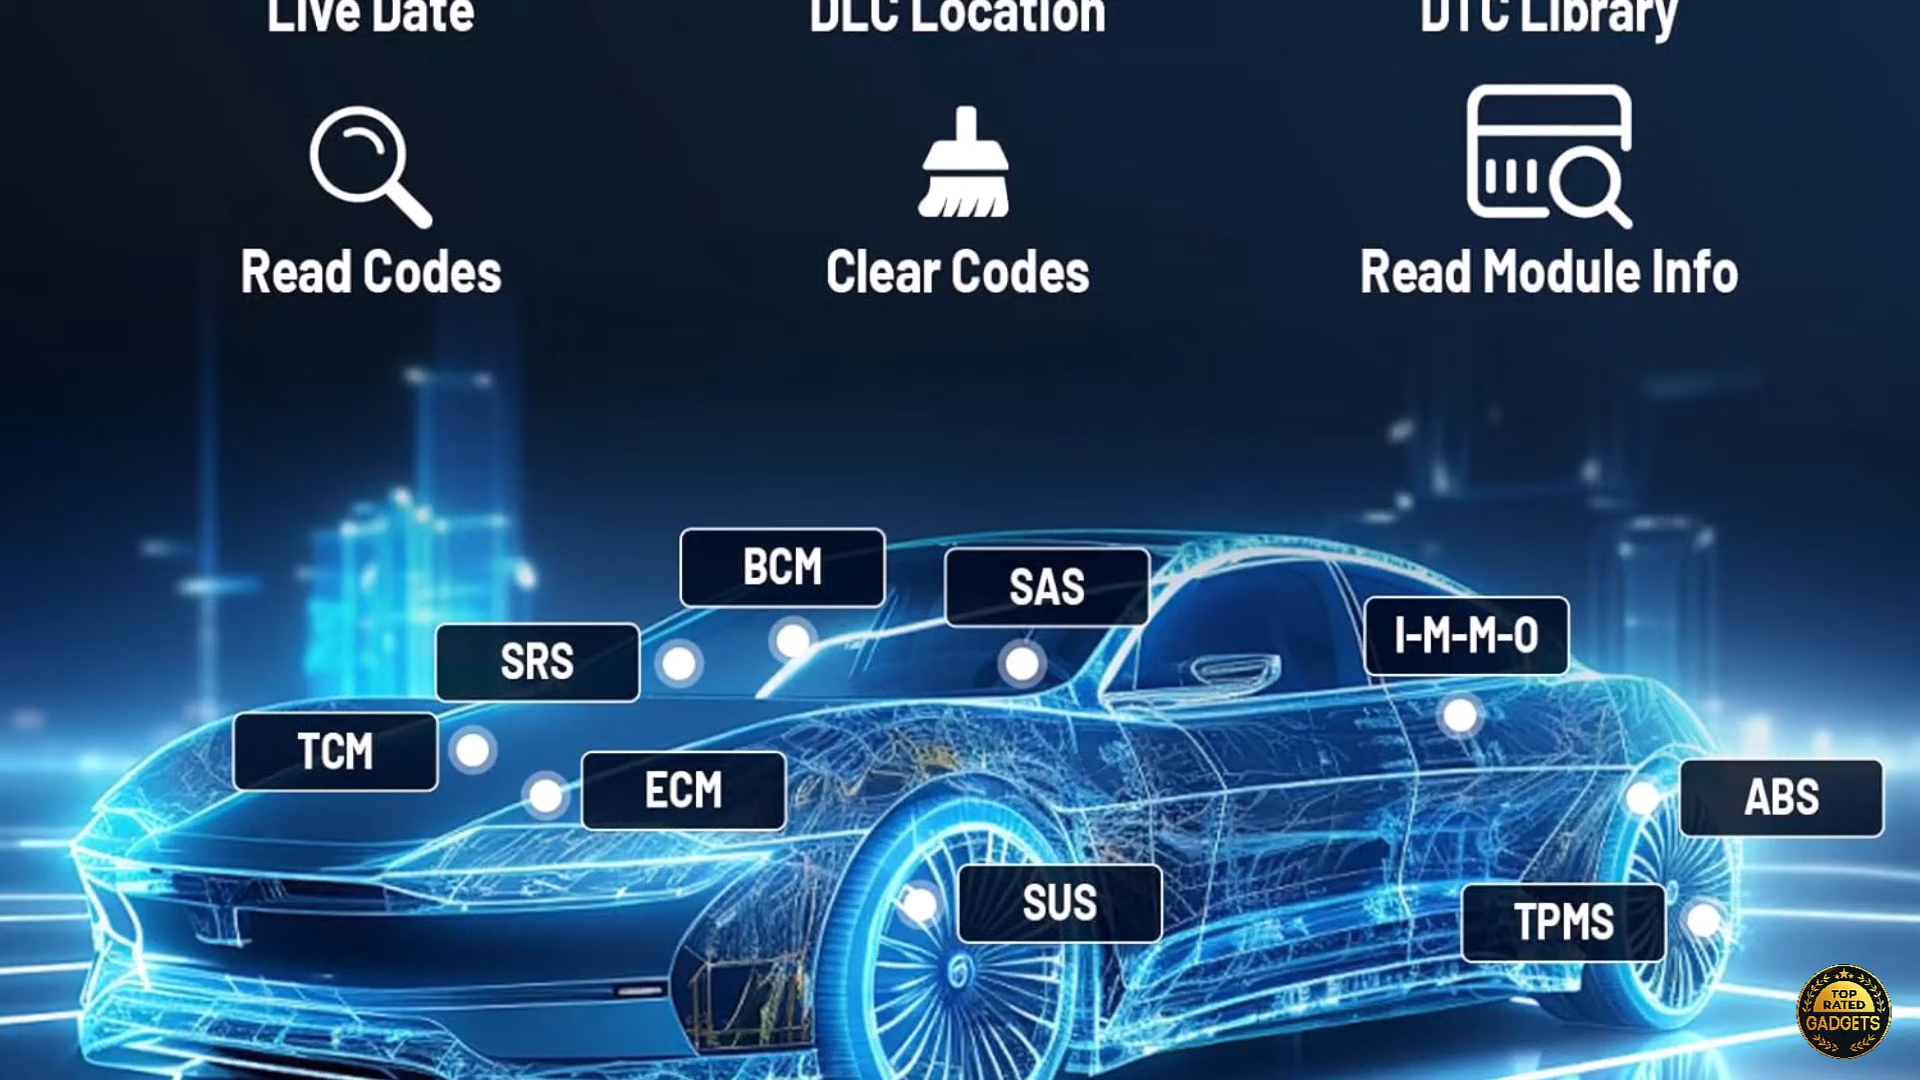 Live Date
DLC Location
DTC Library
Read Codes
Clear Codes
Read Module Info
BCM
SAS
I-M-M-O
SRS
TCM
ECM
ABS
SUS
TPMS
TOP
RATED
GADGETS